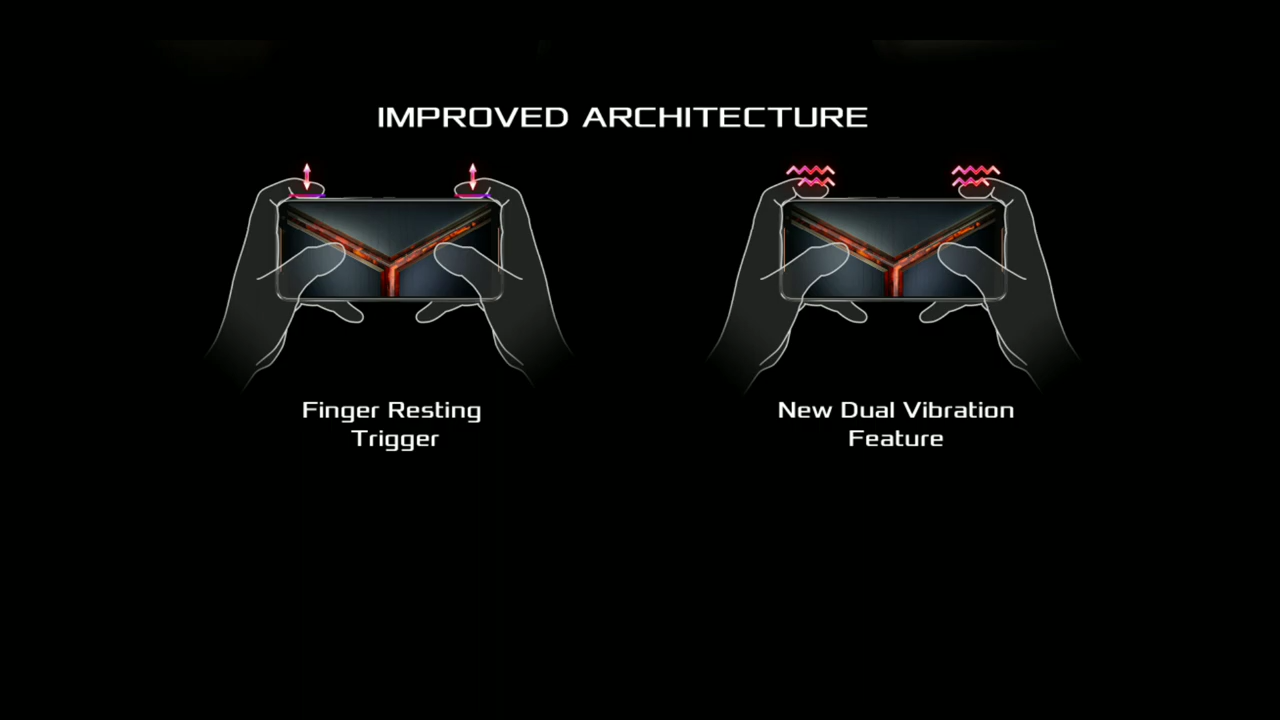 IMPROVED ARCHITECTURE
Finger Resting
Trigger
New Dual Vibration
Feature